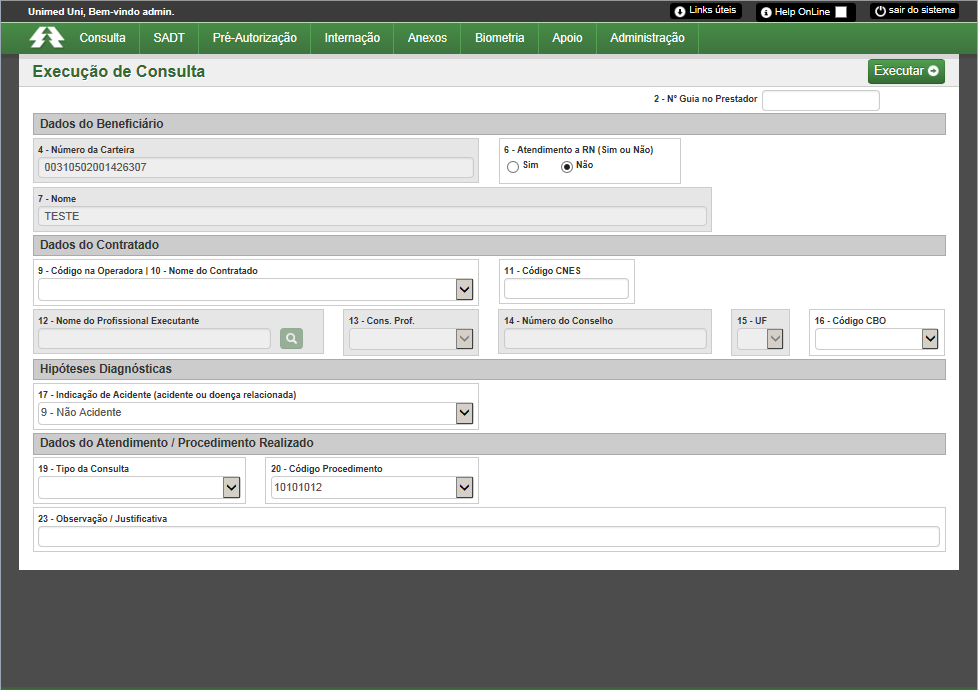 Unimed Uni, Bem-vindo admin.
Links úteis
Help OnLine
sair do sistema
Consulta
SADT
Pré-Autorização
Internação
Anexos
Biometria
Apoio
Administração
Execução de Consulta
Executar
2 - Nº Guia no Prestador
Dados do Beneficiário
4 - Número da Carteira
00310502001426307
6 - Atendimento a RN (Sim ou Não)
Sim
Não
7 - Nome
TESTE
Dados do Contratado
9 - Código na Operadora | 10 - Nome do Contratado
11 - Código CNES
12 - Nome do Profissional Executante
13 - Cons. Prof.
14 - Número do Conselho
15 - UF
16 - Código CBO
Hipóteses Diagnósticas
17 - Indicação de Acidente (acidente ou doença relacionada)
9 - Não Acidente
Dados do Atendimento / Procedimento Realizado
19 - Tipo da Consulta
20 - Código Procedimento
10101012
23 - Observação / Justificativa